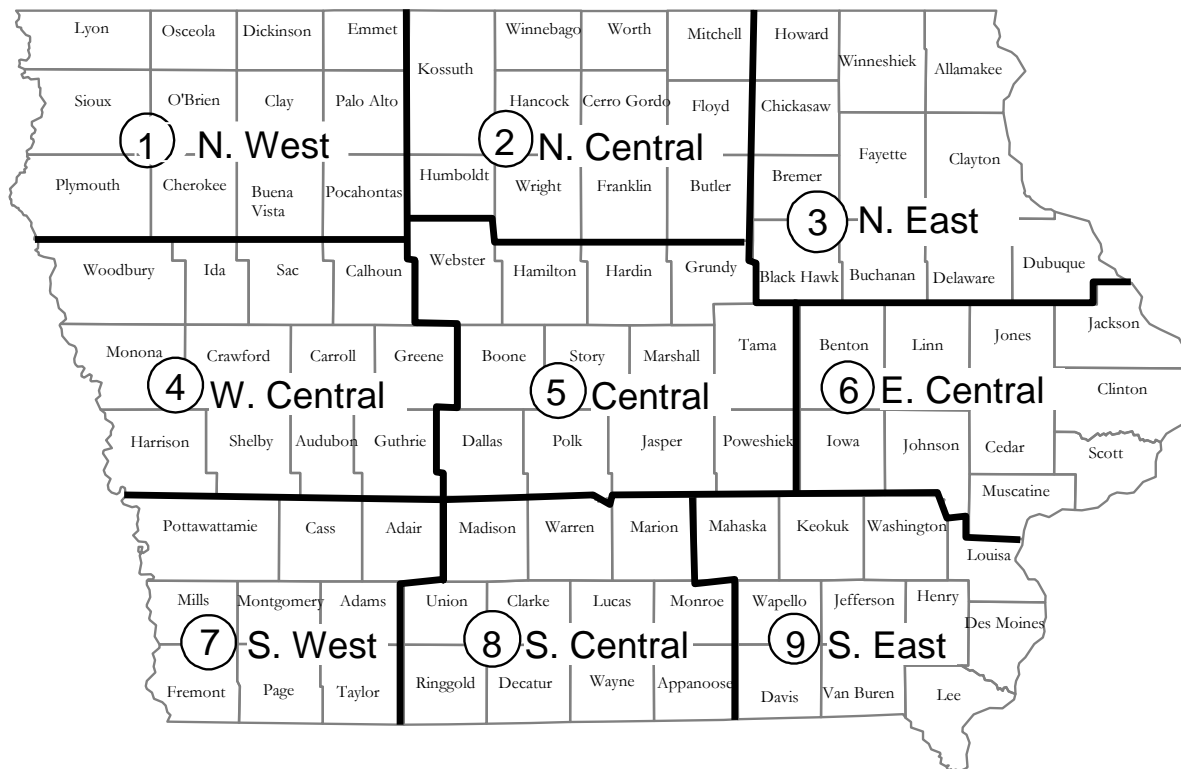 Lyon
Osceola
Dickinson
Emmet
Winnebago
Worth
Mitchell
Howard
Winneshiek
Allamakee
Kossuth
Sioux
O'Brien
Clay
Palo Alto
Hancock
Cerro Gordo
Floyd
Chickasaw
1 N. West
2 N. Central
Fayette
Clayton
Plymouth
Cherokee
Buena
Vista
Pocahontas
Humboldt
Wright
Franklin
Butler
Bremer
3 N. East
Woodbury
Ida
Sac
Calhoun
Webster
Hamilton
Hardin
Grundy
Black Hawk
Buchanan
Delaware
Dubuque
Jackson
Monona
Crawford
Carroll
Greene
Boone
Story
Marshall
Tama
Benton
Linn
Jones
4 W. Central
5 Central
6 E. Central
Clinton
Harrison
Shelby
Audubon
Guthrie
Dallas
Polk
Jasper
Poweshiek
Iowa
Johnson
Cedar
Scott
Muscatine
Pottawattamie
Cass
Adair
Madison
Warren
Marion
Mahaska
Keokuk
Washington
Louisa
Mills
Montgomery
Adams
Union
Clarke
Lucas
Monroe
Wapello
Jefferson
Henry
Des Moines
7 S. West
8 S. Central
9 S. East
Fremont
Page
Taylor
Ringgold
Decatur
Wayne
Appanoose
Davis
Van Buren
Lee